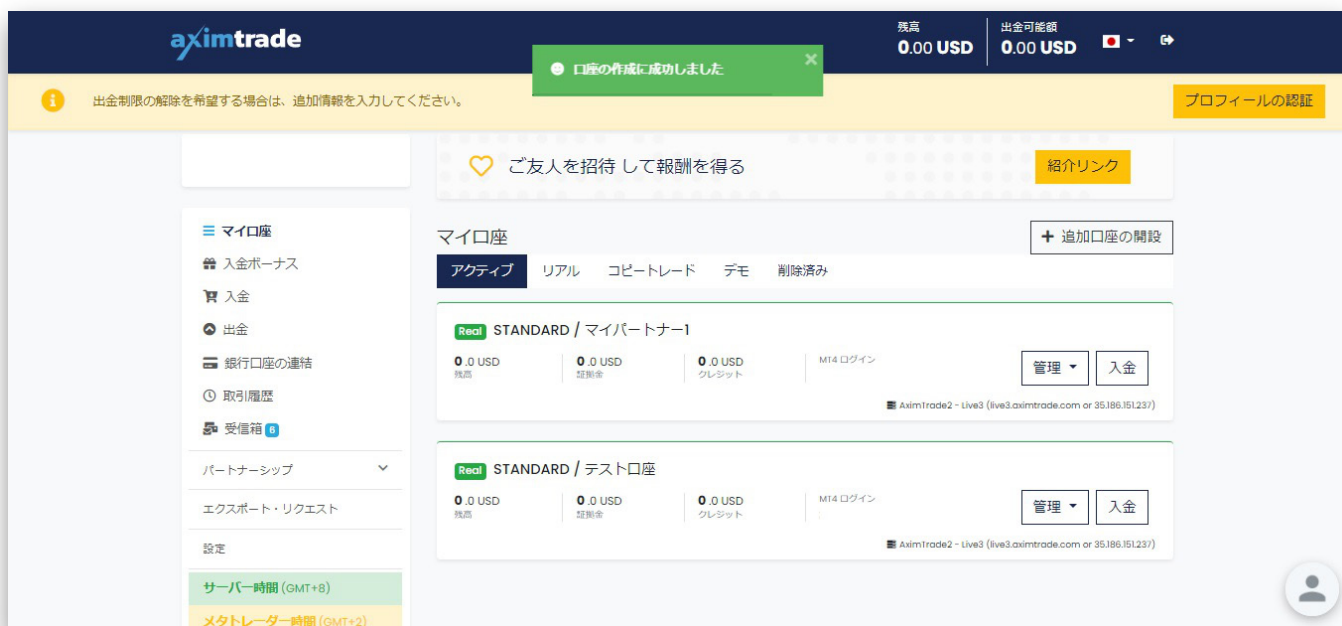 aximtrade
残高
0.00 USD
出金可能額
0.00 USD
口座の作成に成功しました
×
出金制限の解除を希望する場合は、追加情報を入力してください。
プロフィールの認証
ご友人を招待 して報酬を得る
紹介リンク
マイ口座
入金ボーナス
入金
出金
銀行口座の連結
取引履歴
受信箱 6
パートナーシップ
エクスポート・リクエスト
設定
サーバー時間 (GMT+8)
メタトレーダー時間 (GMT+2)
マイ口座
+ 追加口座の開設
アクティブ リアル コピートレード デモ 削除済み
Real STANDARD / マイパートナー1
0.0 USD 0.0 USD 0.0 USD MT4 ログイン
残高 証拠金 クレジット
管理 入金
AximTrade2 - Live3 (live3.aximtrade.com or 35.186.151.237)
Real STANDARD / テスト口座
0.0 USD 0.0 USD 0.0 USD MT4 ログイン
残高 証拠金 クレジット
管理 入金
AximTrade2 - Live3 (live3.aximtrade.com or 35.186.151.237)